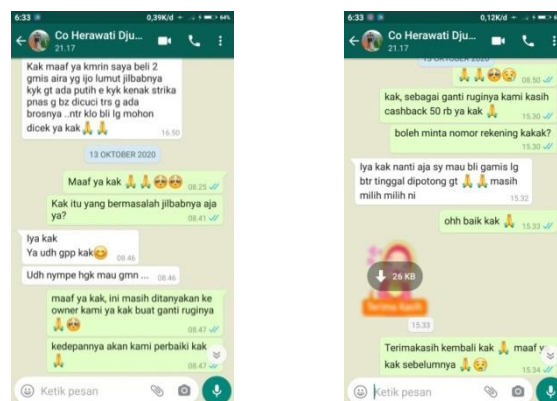 6:33
0,39K/d
64%
Co Herawati Dju...
21.17
Kak maaf ya kmrin saya beli 2
gmis aira yg ijo lumut jilbabnya
kyk gt ada putih e kyk kenak strika
pnas g bz dicuci trs g ada
brosnya ..ntr klo bli lg mohon
dicek ya kak
16.50
13 OKTOBER 2020
Maaf ya kak
08.25
Kak itu yang bermasalah jilbabnya aja
ya?
08.41
Iya kak
Ya udh gpp kak
08.46
Udh nympe hgk mau gmn ...
08.46
maaf ya kak, ini masih ditanyakan ke
owner kami ya kak buat ganti ruginya
08.47
kedepannya akan kami perbaiki kak
08.47
Ketik pesan
6:33
0,12K/d
Co Herawati Dju...
21.17
15 OKTOBER 2020
08.50
kak, sebagai ganti ruginya kami kasih
cashback 50 rb ya kak
15.30
boleh minta nomor rekening kakak?
15.30
Iya kak nanti aja sy mau bli gamis lg
btr tinggal dipotong gt masih
milih milih ni
15.32
ohh baik kak
15.33
26 KB
Terima Kasih
15.33
Terimakasih kembali kak maaf y
kak sebelumnya
15.34
Ketik pesan